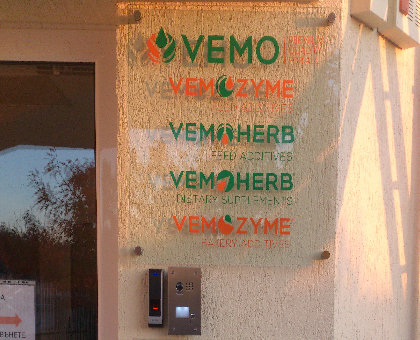 VEMO
VEMOZYME
VEMOHERB
FEED ADDITIVES
VEMOHERB
DIETARY SUPPLEMENTS
VEMOZYME
BAKERY ADDITIVES